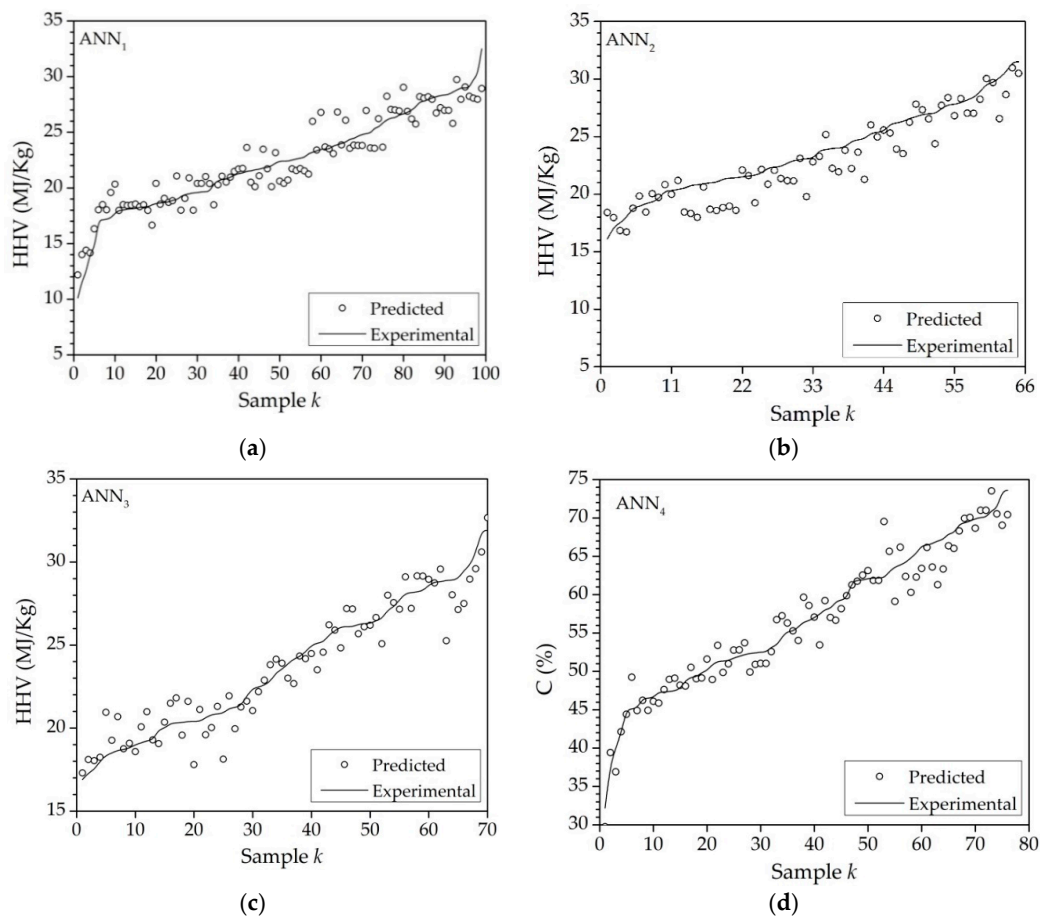 ANN₁
HHV (MJ/Kg)
35
30
25
20
15
10
5
0 10 20 30 40 50 60 70 80 90 100
Sample k
Predicted
Experimental
(a)
ANN₂
HHV (MJ/Kg)
35
30
25
20
15
10
5
0 11 22 33 44 55 66
Sample k
Predicted
Experimental
(b)
ANN₃
HHV (MJ/Kg)
35
30
25
20
15
0 10 20 30 40 50 60 70
Sample k
Predicted
Experimental
(c)
ANN₄
C (%)
75
70
65
60
55
50
45
40
35
30
0 10 20 30 40 50 60 70 80
Sample k
Predicted
Experimental
(d)